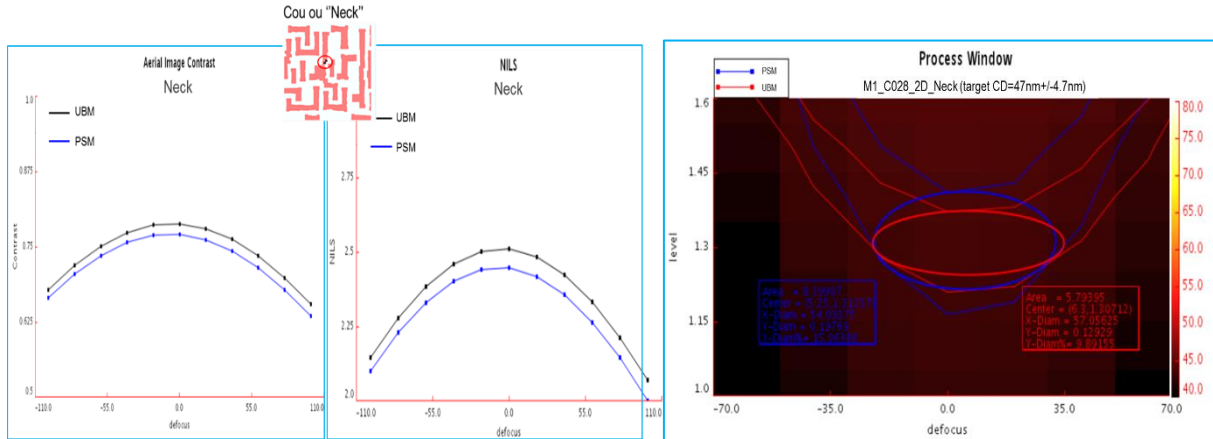 Cou ou "Neck"
Aerial Image Contrast
Neck
UBM
PSM
Contrast
1.0
0.875
0.75
0.625
0.5
-110.0
-55.0
0.0
55.0
110.0
defocus
NILS
Neck
UBM
PSM
NILS
2.75
2.5
2.25
2.0
-110.0
-55.0
0.0
55.0
110.0
defocus
Process Window
PSM
UBM
M1_C028_2D_Neck (target CD=47nm+/-4.7nm)
level
1.6
1.45
1.3
1.15
1.0
-70.0
-35.0
0.0
35.0
70.0
defocus
80.0
75.0
70.0
65.0
60.0
55.0
50.0
45.0
40.0
Area =
Center =
X-Diam =
Y-Diam =
Y-Diam% =
Area = 5.79395
Center = (6.3,1.30712)
X-Diam = 57.05625
Y-Diam = 0.12929
Y-Diam% = 9.89155